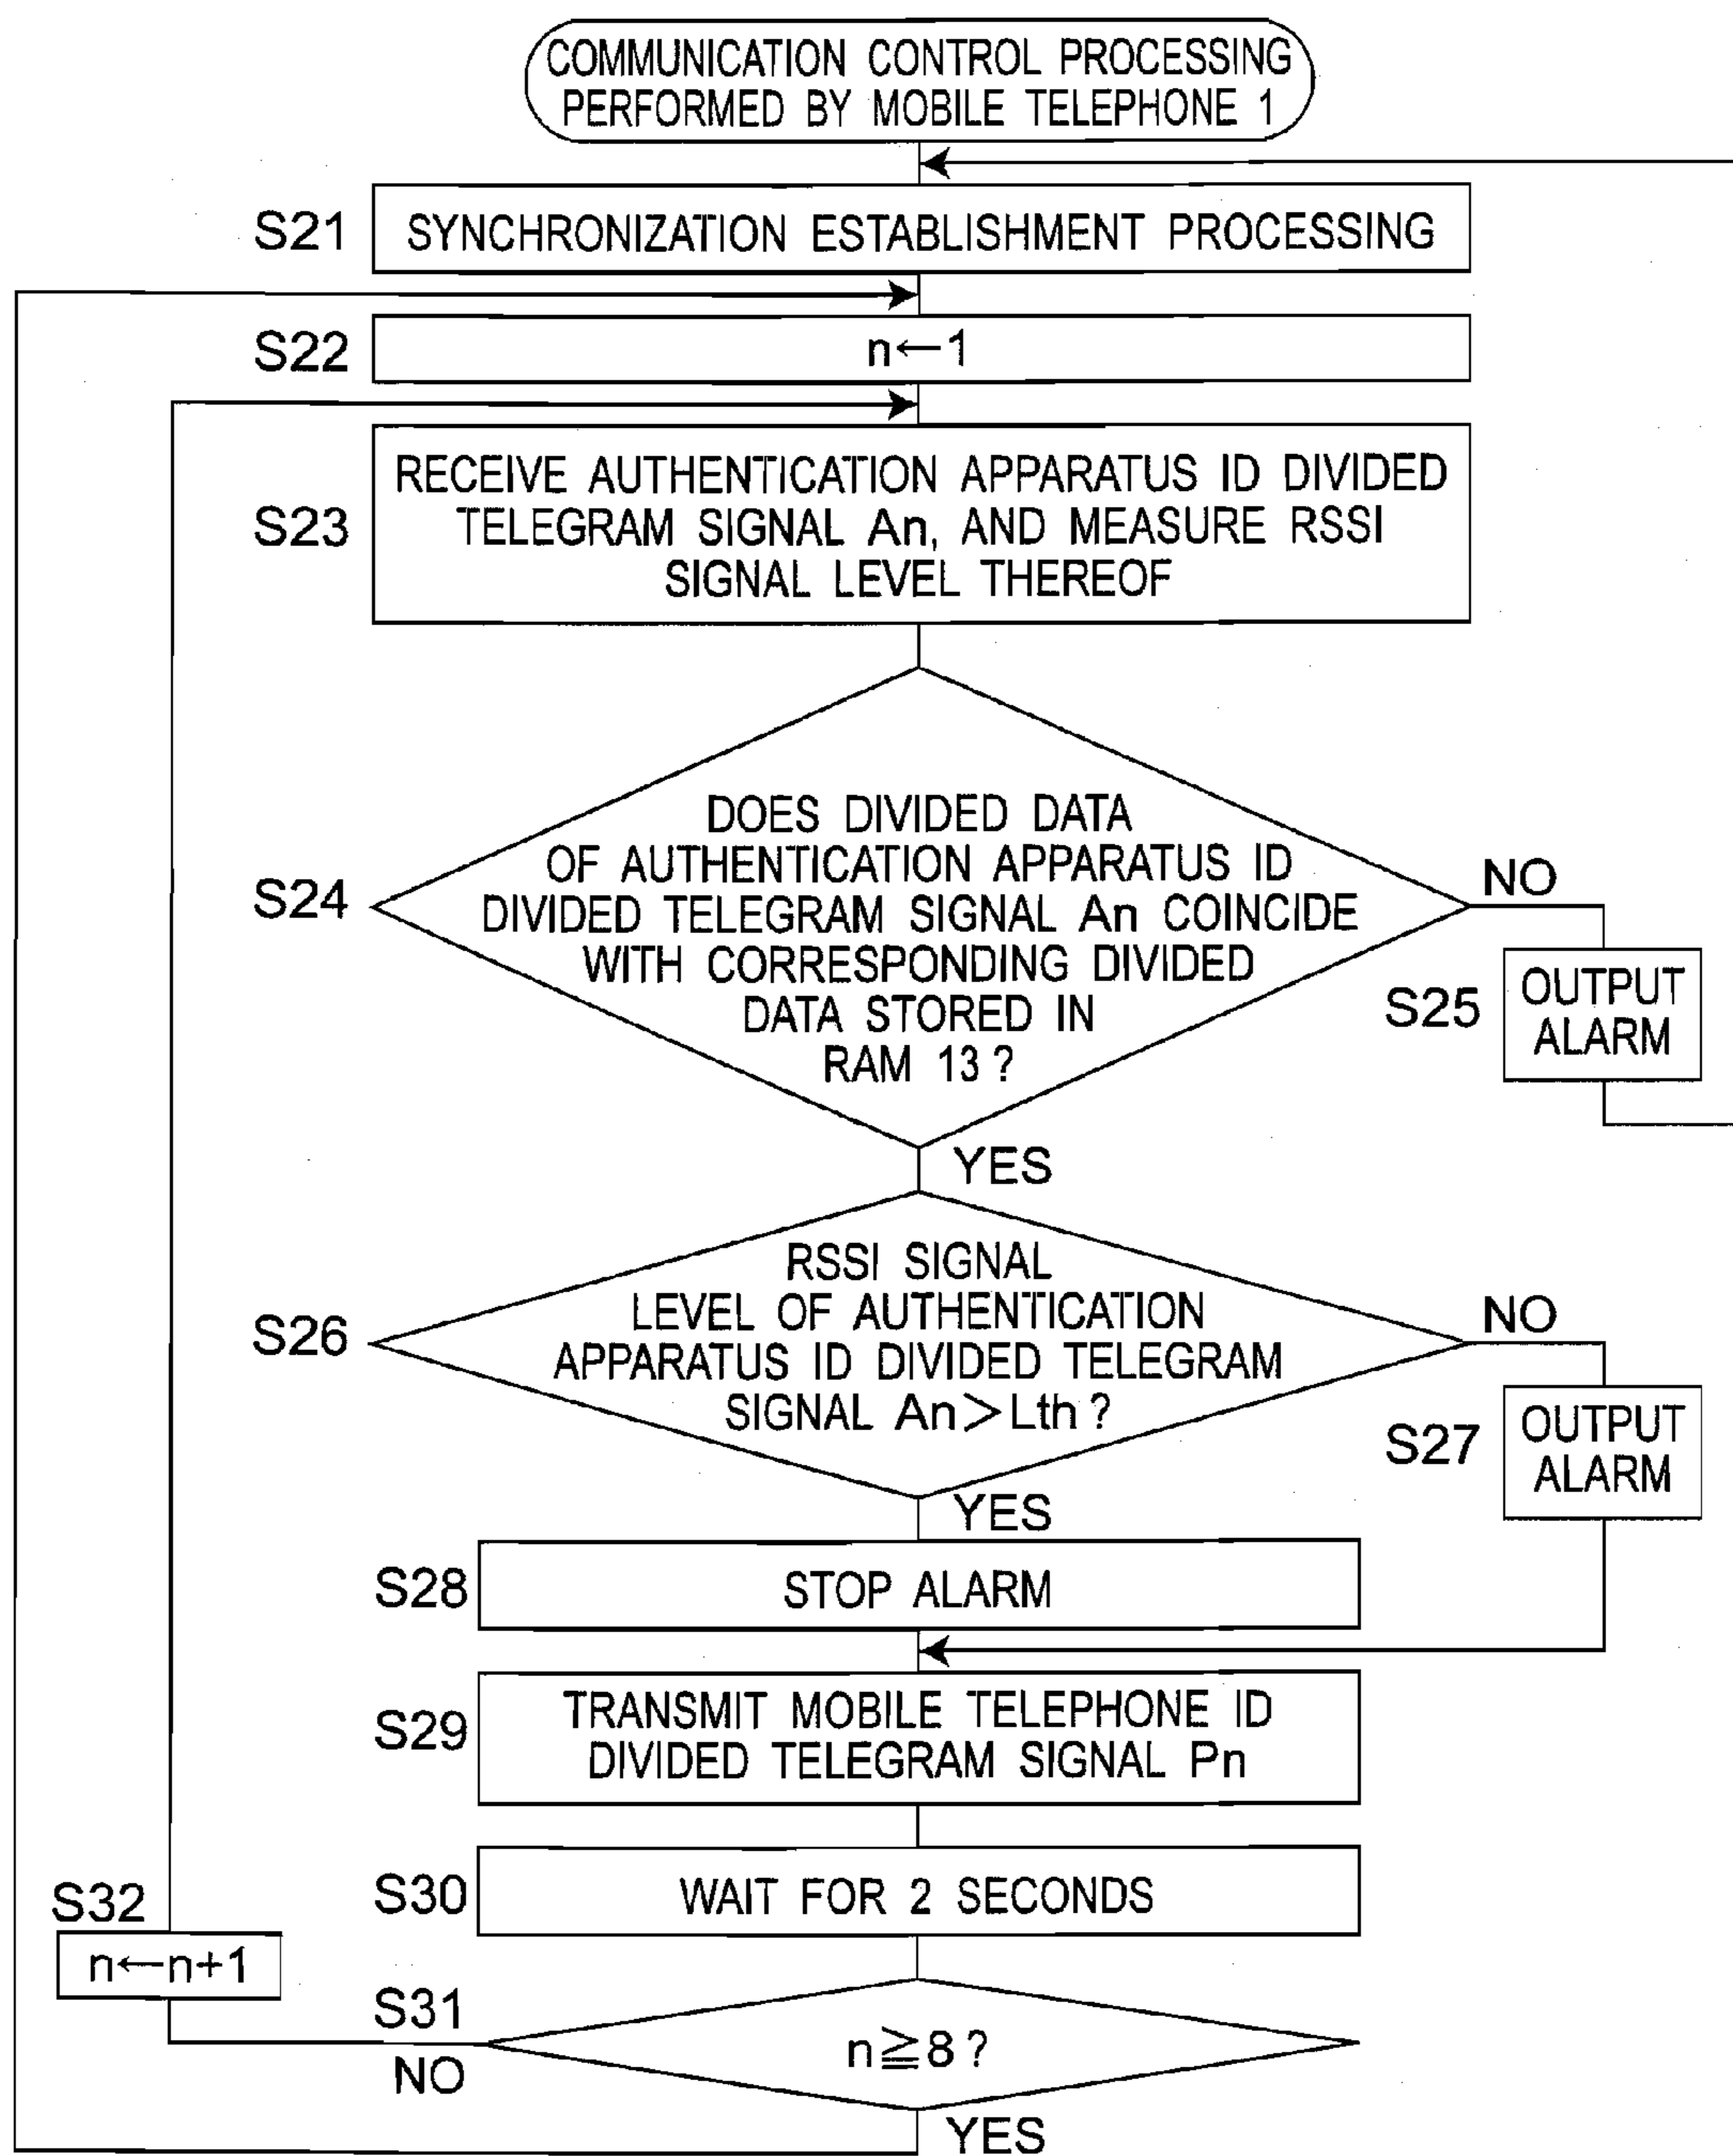 COMMUNICATION CONTROL PROCESSING
PERFORMED BY MOBILE TELEPHONE 1
S21
SYNCHRONIZATION ESTABLISHMENT PROCESSING
S22
n←1
S23
RECEIVE AUTHENTICATION APPARATUS ID DIVIDED
TELEGRAM SIGNAL An, AND MEASURE RSSI
SIGNAL LEVEL THEREOF
S24
DOES DIVIDED DATA
OF AUTHENTICATION APPARATUS ID
DIVIDED TELEGRAM SIGNAL An COINCIDE
WITH CORRESPONDING DIVIDED
DATA STORED IN
RAM 13?
NO
S25
OUTPUT
ALARM
YES
S26
RSSI SIGNAL
LEVEL OF AUTHENTICATION
APPARATUS ID DIVIDED TELEGRAM
SIGNAL An>Lth?
NO
S27
OUTPUT
ALARM
YES
S28
STOP ALARM
S29
TRANSMIT MOBILE TELEPHONE ID
DIVIDED TELEGRAM SIGNAL Pn
S30
WAIT FOR 2 SECONDS
S32
n←n+1
S31
n≧8?
NO
YES